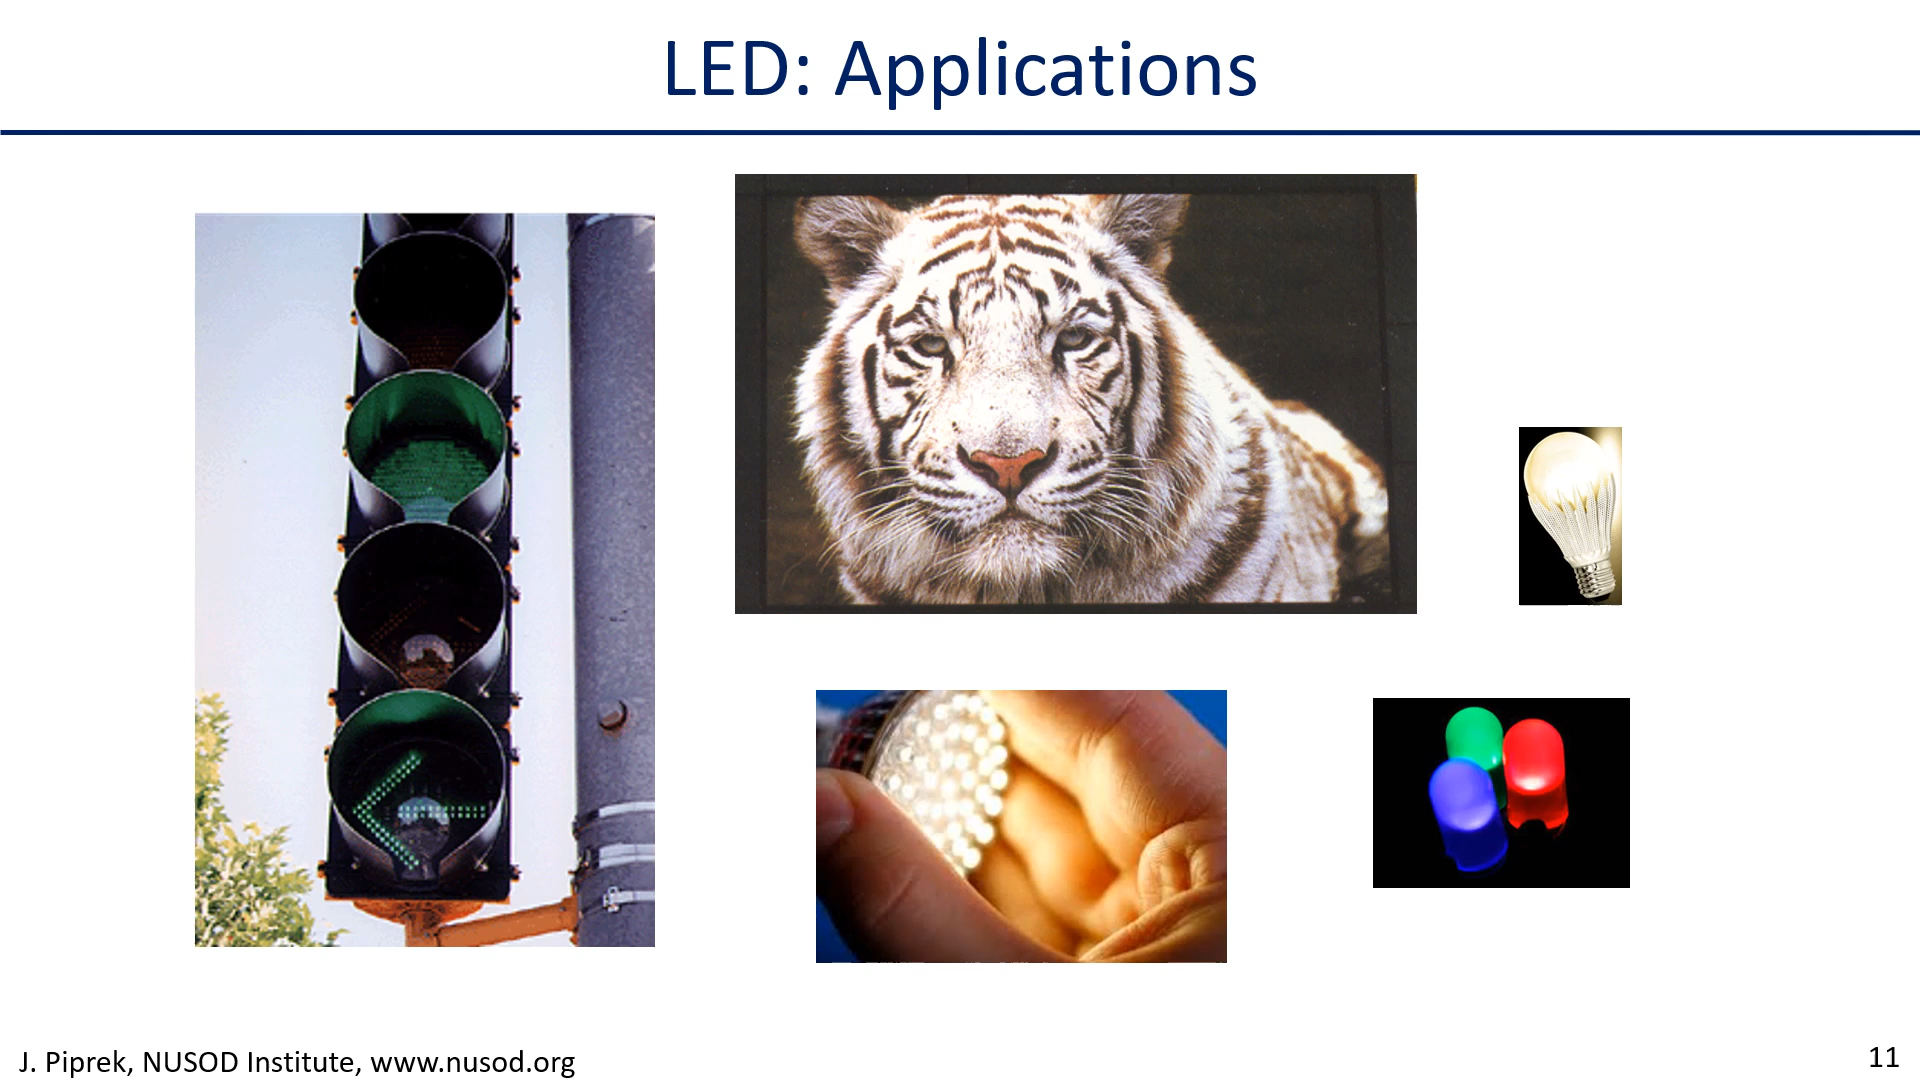 LED: Applications
J. Piprek, NUSOD Institute, www.nusod.org
11